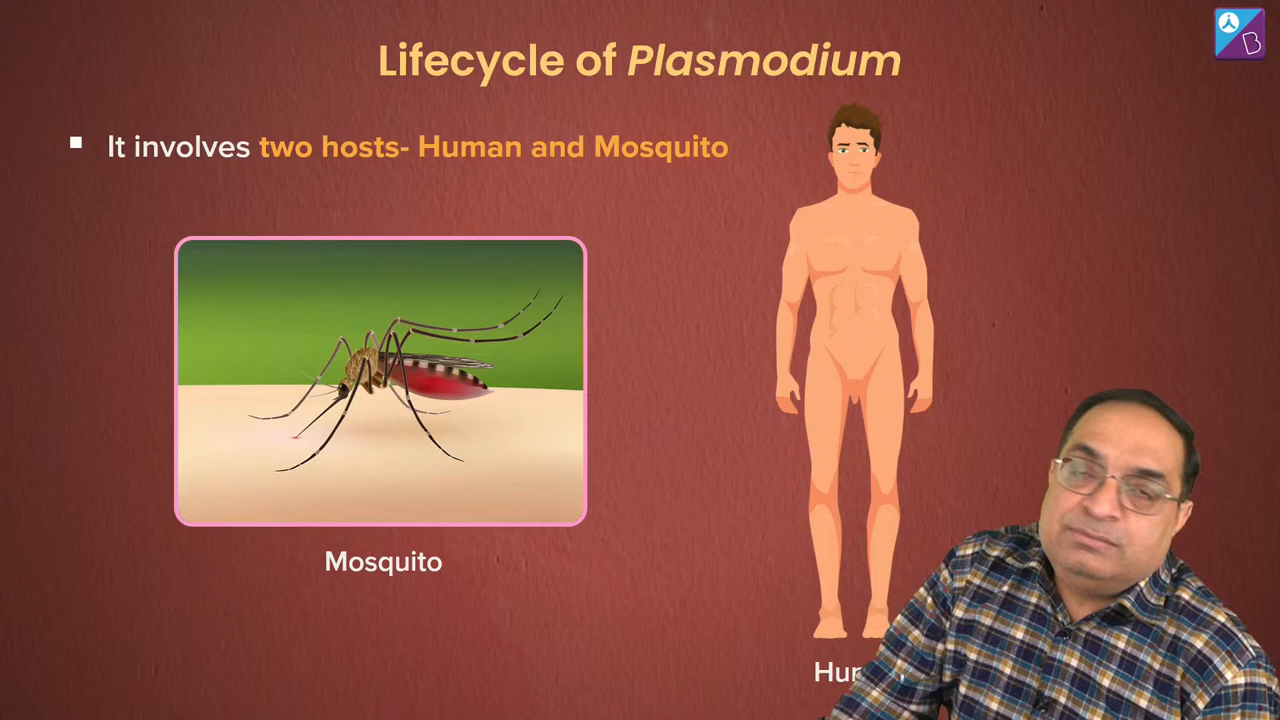 Lifecycle of Plasmodium
It involves two hosts- Human and Mosquito
Mosquito